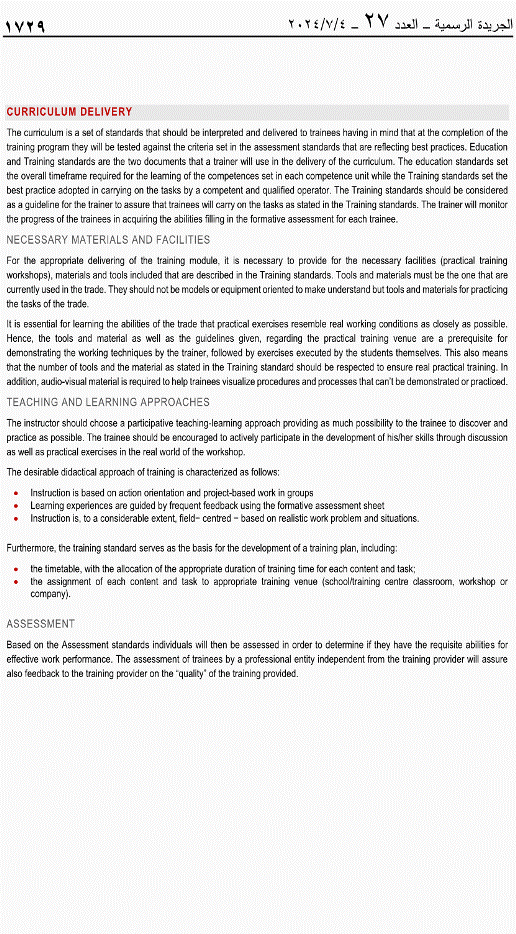 ١٧٢٩
الجريدة الرسمية ــ العدد ٢٧ ــ ٢٠٢٤/٧/٤
CURRICULUM DELIVERY
The curriculum is a set of standards that should be interpreted and delivered to trainees having in mind that at the completion of the
training program they will be tested against the criteria set in the assessment standards that are reflecting best practices. Education
and Training standards are the two documents that a trainer will use in the delivery of the curriculum. The education standards set
the overall timeframe required for the learning of the competences set in each competence unit while the Training standards set the
best practice adopted in carrying on the tasks by a competent and qualified operator. The Training standards should be considered
as a guideline for the trainer to assure that trainees will carry on the tasks as stated in the Training standards. The trainer will monitor
the progress of the trainees in acquiring the abilities filling in the formative assessment for each trainee.
NECESSARY MATERIALS AND FACILITIES
For the appropriate delivering of the training module, it is necessary to provide for the necessary facilities (practical training
workshops), materials and tools included that are described in the Training standards. Tools and materials must be the one that are
currently used in the trade. They should not be models or equipment oriented to make understand but tools and materials for practicing
the tasks of the trade.
It is essential for learning the abilities of the trade that practical exercises resemble real working conditions as closely as possible.
Hence, the tools and material as well as the guidelines given, regarding the practical training venue are a prerequisite for
demonstrating the working techniques by the trainer, followed by exercises executed by the students themselves. This also means
that the number of tools and the material as stated in the Training standard should be respected to ensure real practical training. In
addition, audio-visual material is required to help trainees visualize procedures and processes that can't be demonstrated or practiced.
TEACHING AND LEARNING APPROACHES
The instructor should choose a participative teaching-learning approach providing as much possibility to the trainee to discover and
practice as possible. The trainee should be encouraged to actively participate in the development of his/her skills through discussion
as well as practical exercises in the real world of the workshop.
The desirable didactical approach of training is characterized as follows:
• Instruction is based on action orientation and project-based work in groups
• Learning experiences are guided by frequent feedback using the formative assessment sheet
• Instruction is, to a considerable extent, field− centred − based on realistic work problem and situations.
Furthermore, the training standard serves as the basis for the development of a training plan, including:
• the timetable, with the allocation of the appropriate duration of training time for each content and task;
• the assignment of each content and task to appropriate training venue (school/training centre classroom, workshop or
company).
ASSESSMENT
Based on the Assessment standards individuals will then be assessed in order to determine if they have the requisite abilities for
effective work performance. The assessment of trainees by a professional entity independent from the training provider will assure
also feedback to the training provider on the “quality” of the training provided.